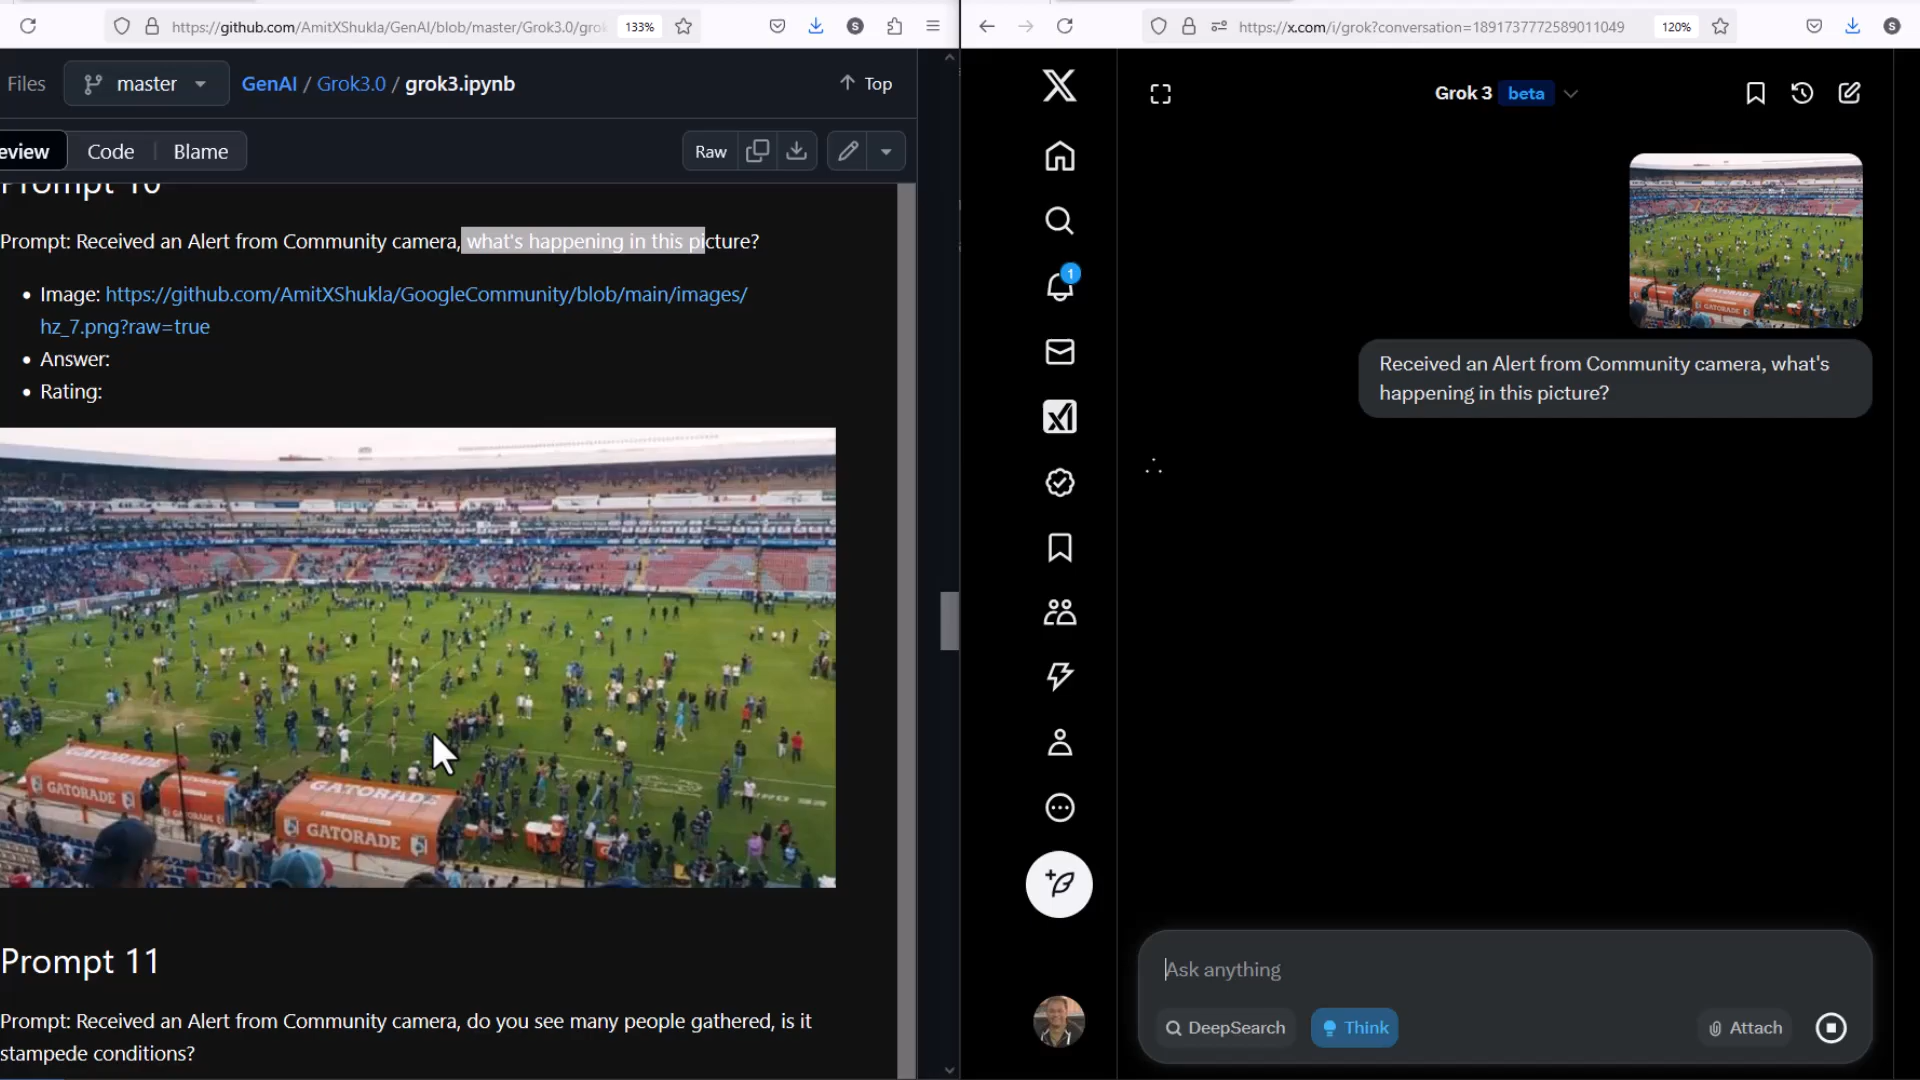 https://github.com/AmitXShukla/GenAI/blob/master/Grok3.0/grok
133%
S
Files
master
GenAI / Grok3.0 / grok3.ipynb
Top
eview
Code
Blame
Raw
Prompt 10
Prompt: Received an Alert from Community camera, what's happening in this picture?
Image: https://github.com/AmitXShukla/GoogleCommunity/blob/main/images/
hz_7.png?raw=true
Answer:
Rating:
GATORADE
GATORADE
GATORADE
GATORADE
Prompt 11
Prompt: Received an Alert from Community camera, do you see many people gathered, is it
stampede conditions?
https://x.com/i/grok?conversation=1891737772589011049
120%
S
Grok 3 beta
1
Received an Alert from Community camera, what's
happening in this picture?
Ask anything
DeepSearch
Think
Attach